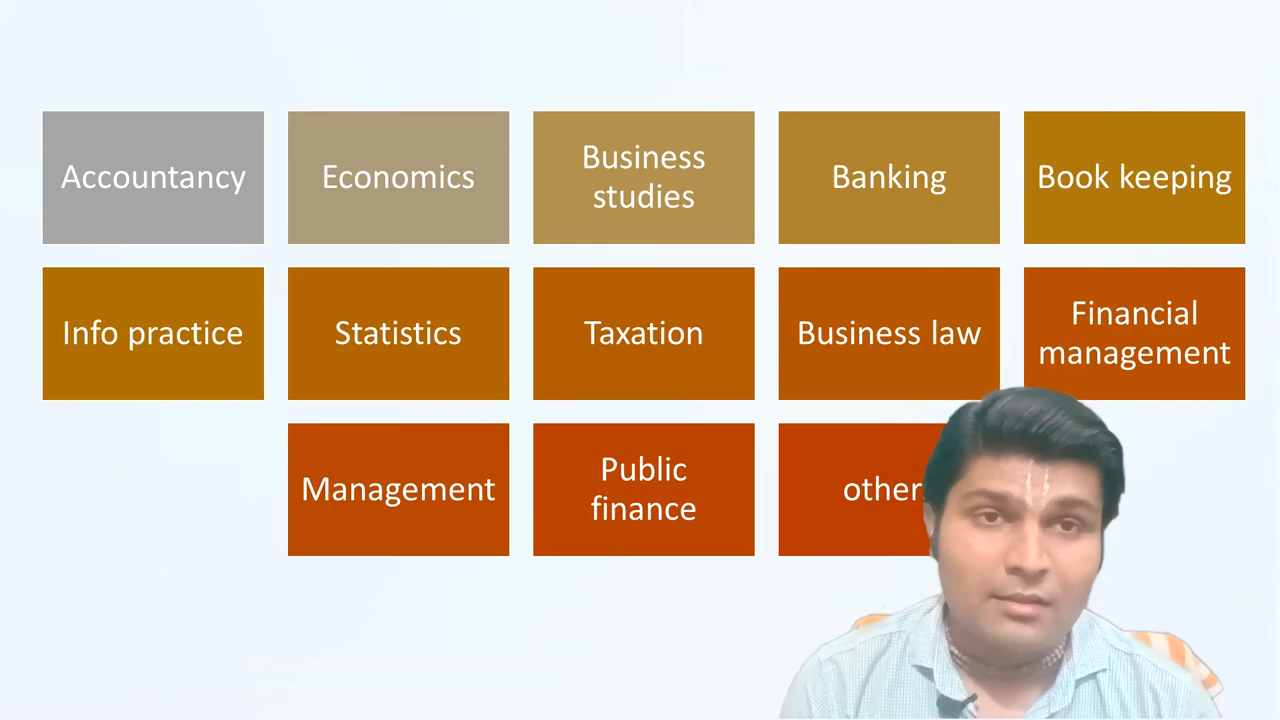 Accountancy
Economics
Business
studies
Banking
Book keeping
Info practice
Statistics
Taxation
Business law
Financial
management
Management
Public
finance
other